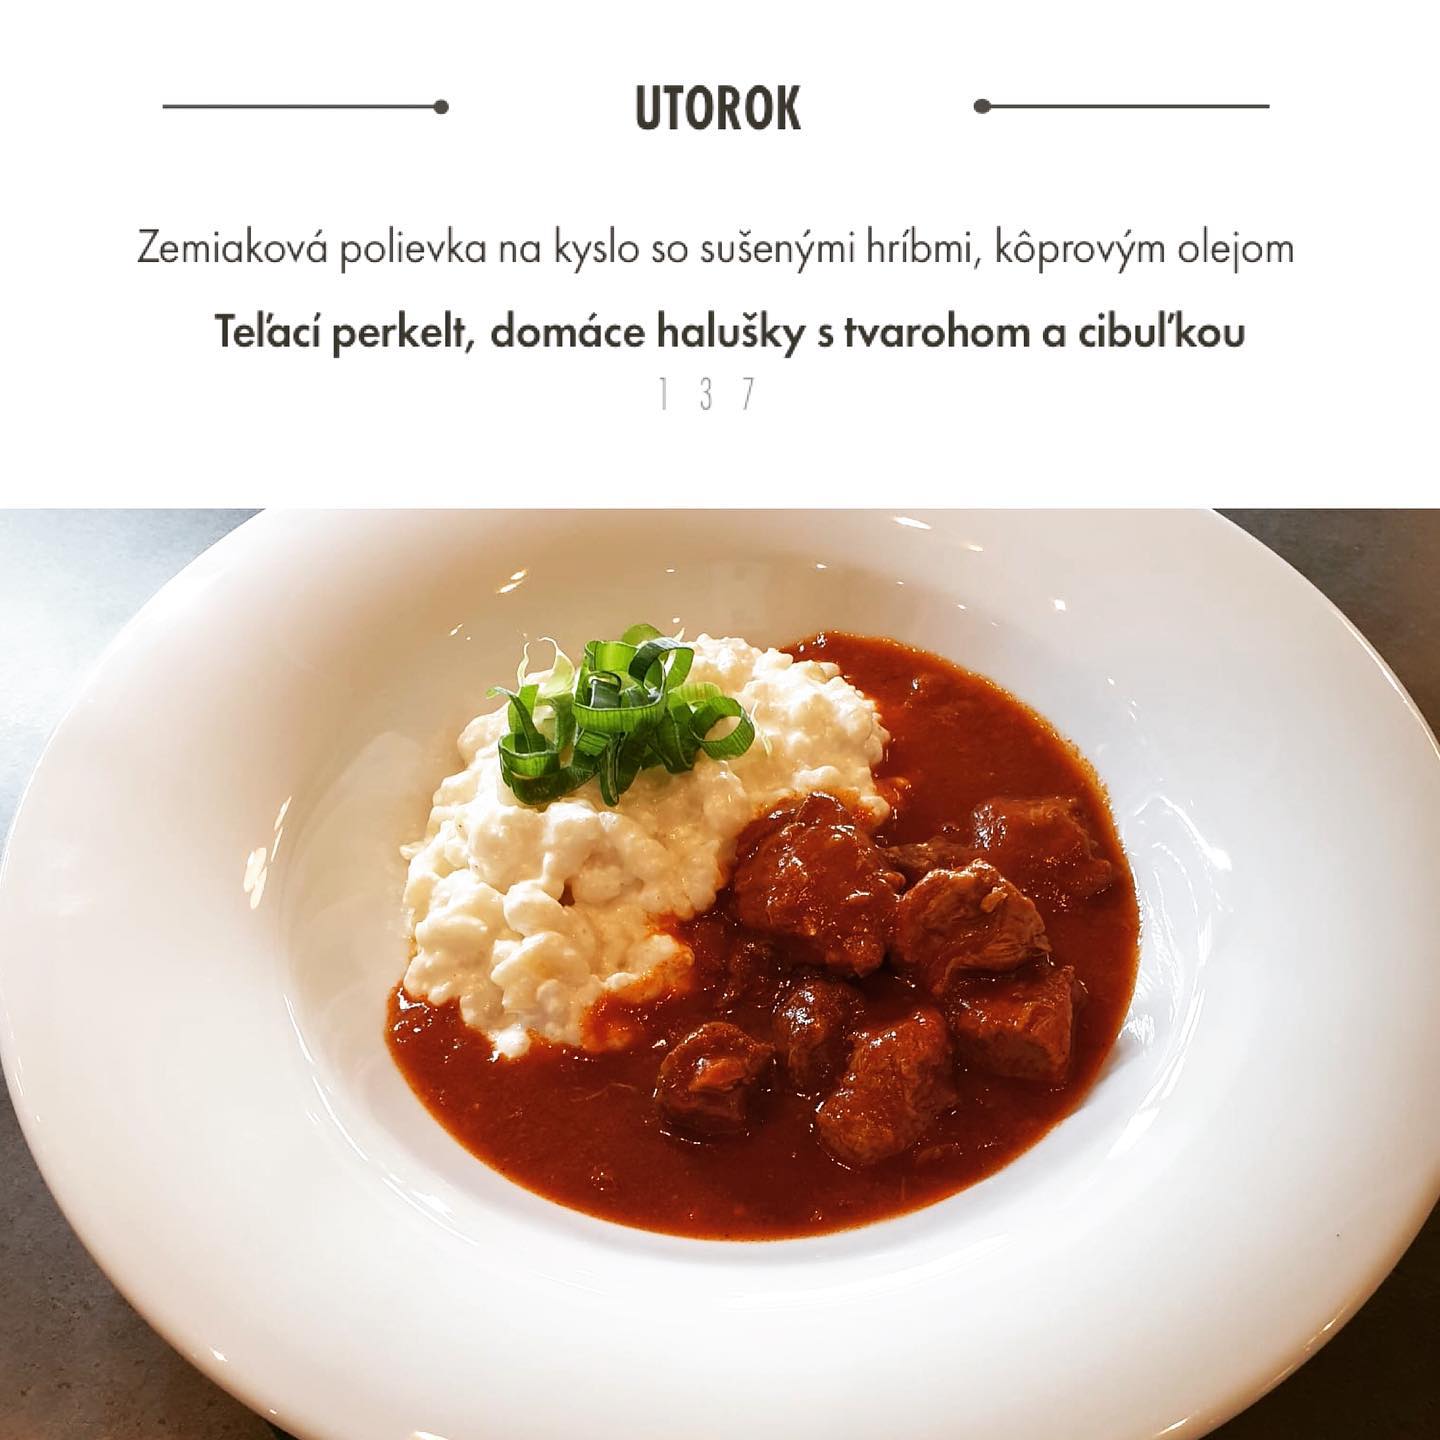 UTOROK
Zemiaková polievka na kyslo so sušenými hríbmi, kôprovým olejom
Teľací perkelt, domáce halušky s tvarohom a cibuľkou
1 3 7